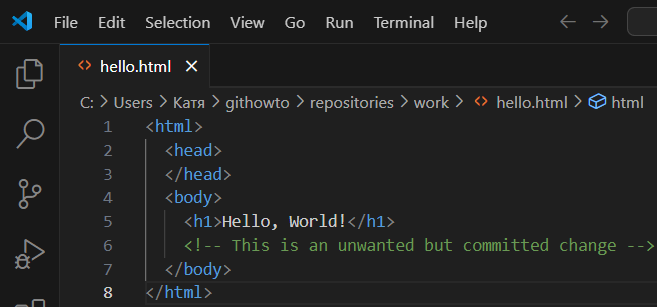 File Edit Selection View Go Run Terminal Help
hello.html
C: > Users > Катя > githowto > repositories > work > hello.html > html
1 <html>
2 <head>
3 </head>
4 <body>
5 <h1>Hello, World!</h1>
6 <!-- This is an unwanted but committed change -->
7 </body>
8 </html>